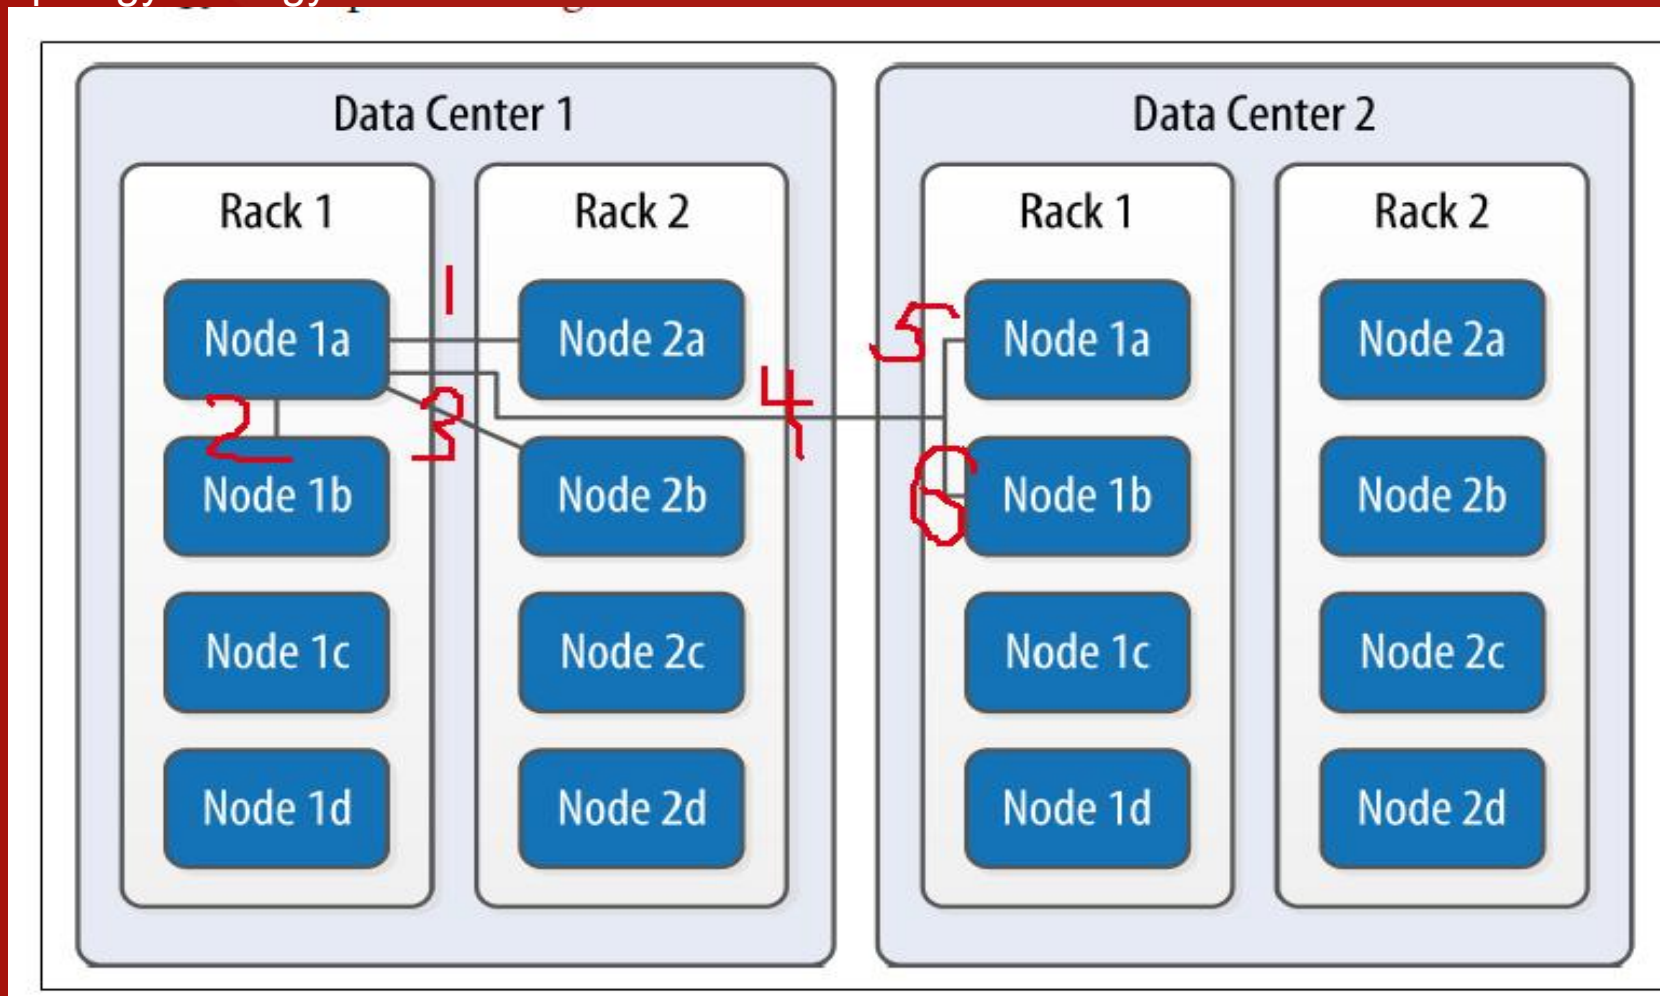 Data Center 1
Rack 1
Node 1a
Node 1b
Node 1c
Node 1d
Rack 2
Node 2a
Node 2b
Node 2c
Node 2d
1
2
3
4
Data Center 2
Rack 1
Node 1a
Node 1b
Node 1c
Node 1d
Rack 2
Node 2a
Node 2b
Node 2c
Node 2d
5
6